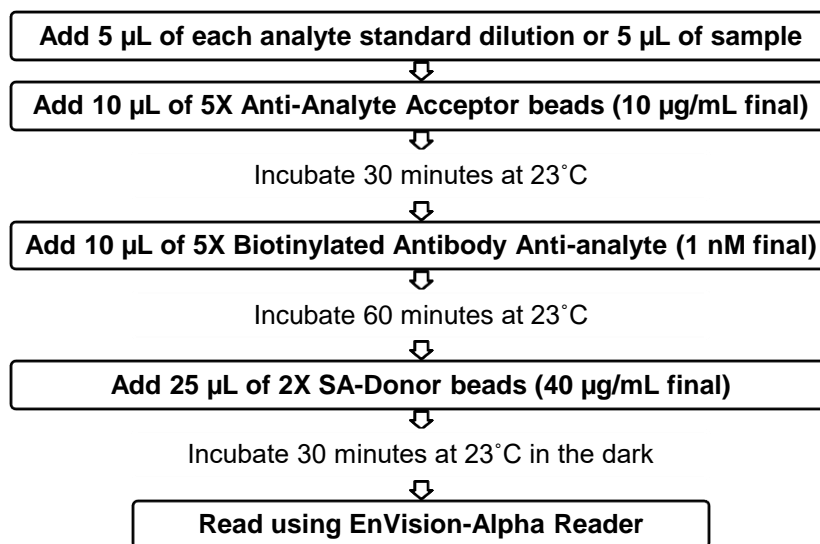 Add 5 µL of each analyte standard dilution or 5 µL of sample
Add 10 µL of 5X Anti-Analyte Acceptor beads (10 µg/mL final)
Incubate 30 minutes at 23˚C
Add 10 µL of 5X Biotinylated Antibody Anti-analyte (1 nM final)
Incubate 60 minutes at 23˚C
Add 25 µL of 2X SA-Donor beads (40 µg/mL final)
Incubate 30 minutes at 23˚C in the dark
Read using EnVision-Alpha Reader